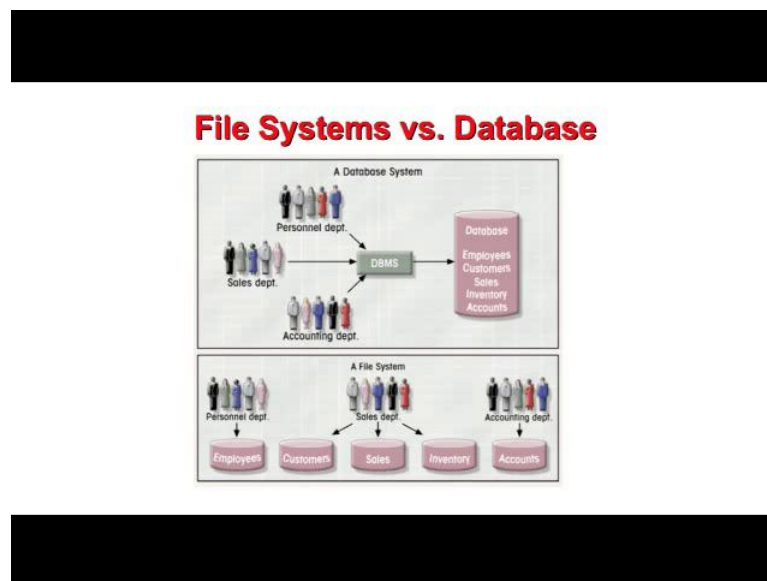 File Systems vs. Database
A Database System
Personnel dept.
Sales dept.
Accounting dept.
DBMS
Database
Employees
Customers
Sales
Inventory
Accounts
A File System
Personnel dept.
Sales dept.
Accounting dept.
Employees
Customers
Sales
Inventory
Accounts